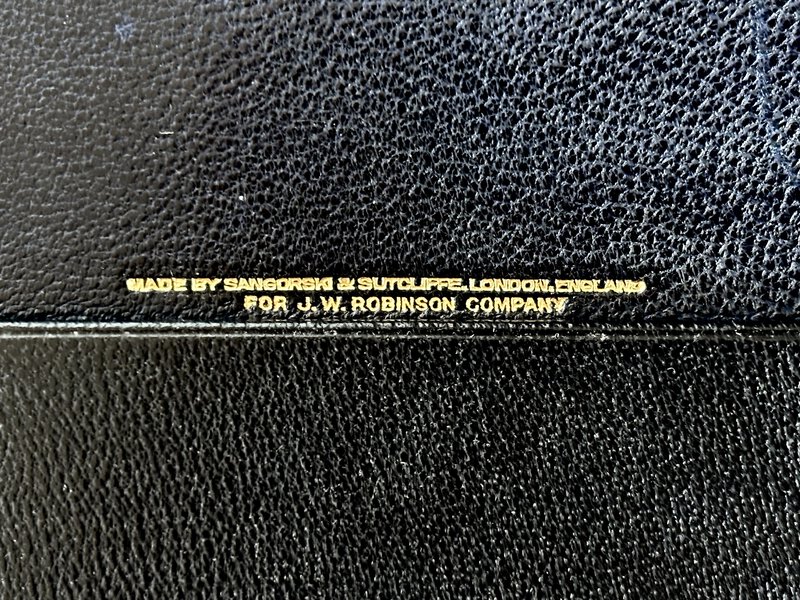 MADE BY SANGORSKI & SUTCLIFFE, LONDON, ENGLAND
FOR J. W. ROBINSON COMPANY